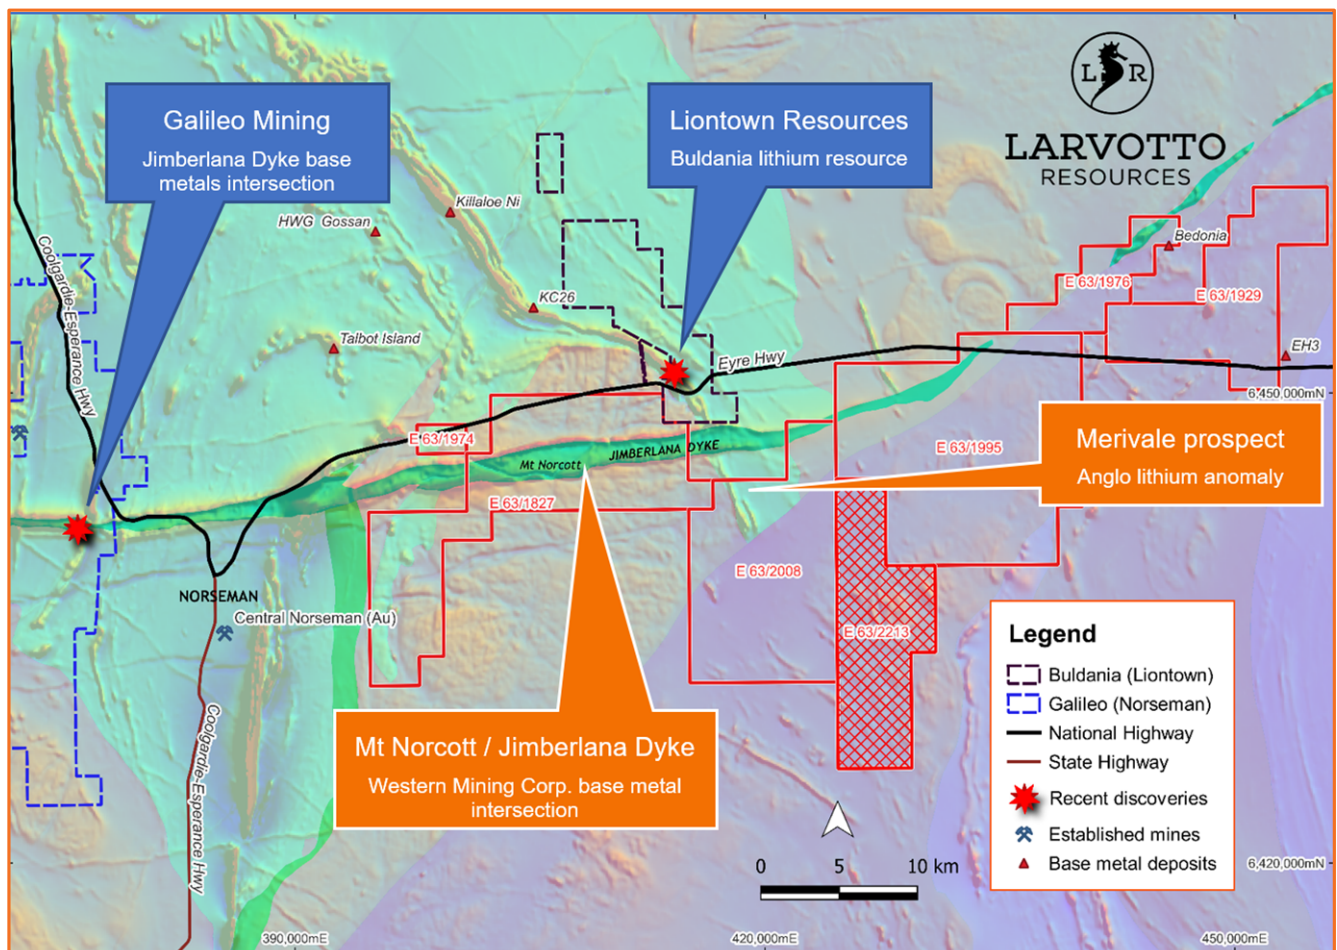 Galileo Mining
Jimberlana Dyke base
metals intersection
Liontown Resources
Buldania lithium resource
L R
LARVOTTO
RESOURCES
HWG Gossan
Killaloe Ni
KC26
Talbot Island
Coolgardie-Esperance Hwy
Eyre Hwy
Bedonia
E 63/1976
E 63/1929
EH3
6,450,000mN
E 63/1974
JIMBERLANA DYKE
Mt Norcott
E 63/1995
Merivale prospect
Anglo lithium anomaly
E 63/1827
E 63/2008
NORSEMAN
Central Norseman (Au)
E 63/2213
Coolgardie-Esperance Hwy
Mt Norcott / Jimberlana Dyke
Western Mining Corp. base metal
intersection
Legend
Buldania (Liontown)
Galileo (Norseman)
National Highway
State Highway
Recent discoveries
Established mines
Base metal deposits
0 5 10 km
6,420,000mN
390,000mE
420,000mE
450,000mE